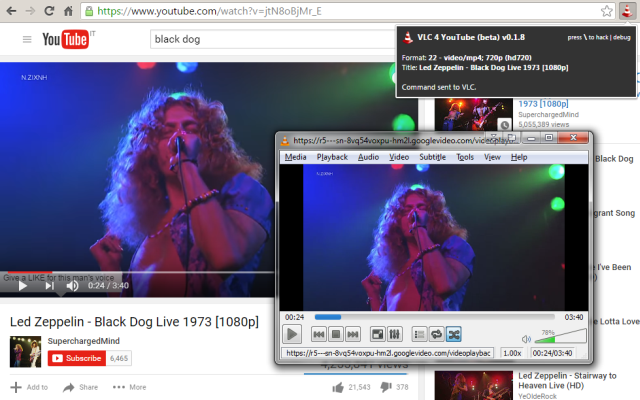 https://www.youtube.com/watch?v=jtN8oBjMr_E
YouTube IT
black dog
VLC 4 YouTube (beta) v0.1.8
press \ to hack | debug
Format: 22 - video/mp4; 720p (hd720)
Title: Led Zeppelin - Black Dog Live 1973 [1080p]
Command sent to VLC.
N.ZIXNH
[1080p]
SuperchargedMind
5,055,389 views
https://r5---sn-8vq54voxpu-hm2l.googlevideo.com/videoplayba
Media Playback Audio Video Subtitle Tools View Help
N.ZIXNH
Black
grant Song
e I've Been
tta Love
Give a LIKE for this man's voice.
0:24 / 3:40
00:24
03:40
78%
https://r5---sn-8vq54voxpu-hm2l.googlevideo.com/videoplaybac
1.00x
00:24/03:40
Led Zeppelin - Black Dog Live 1973 [1080p]
SuperchargedMind
Subscribe 6,465
views
Add to Share More
21,543 378
Led Zeppelin - Stairway to
Heaven Live (HD)
YeOldeRock